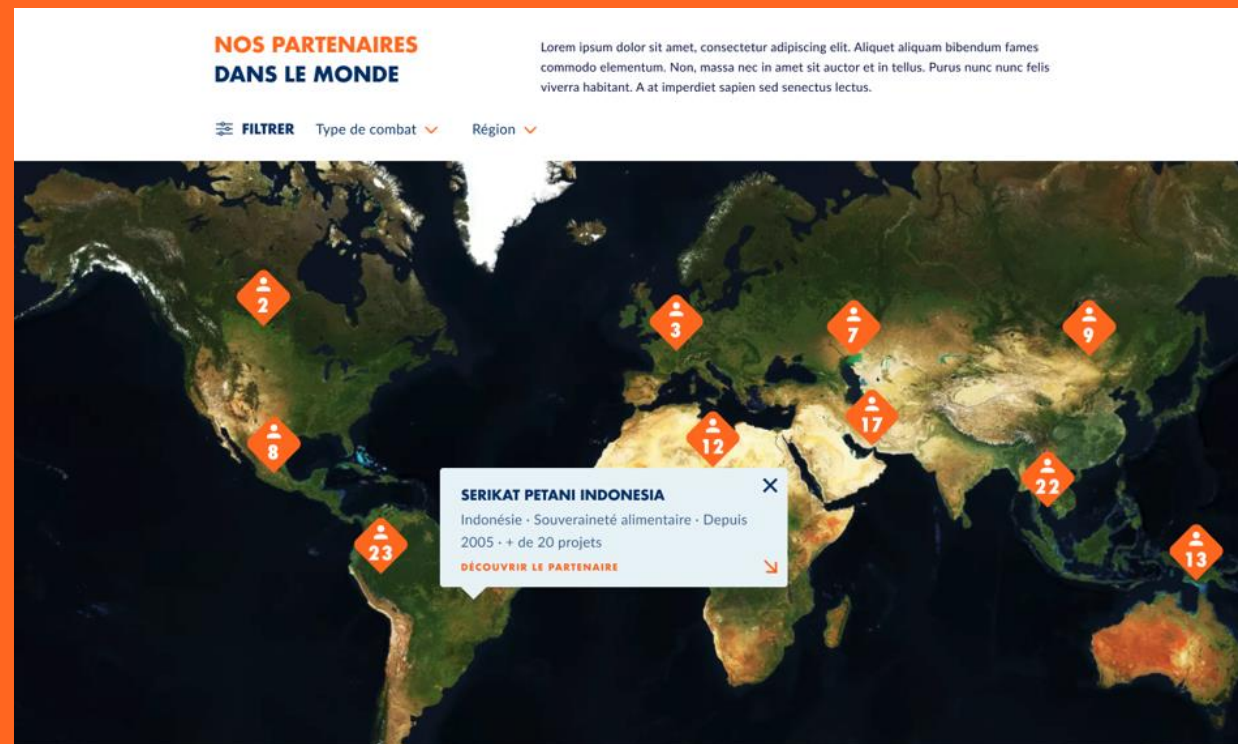 NOS PARTENAIRES
DANS LE MONDE
Lorem ipsum dolor sit amet, consectetur adipiscing elit. Aliquet aliquam bibendum fames
commodo elementum. Non, massa nec in amet sit auctor et in tellus. Purus nunc nunc felis
viverra habitant. A at imperdiet sapien sed senectus lectus.
FILTRER Type de combat Région
2
3
7
9
17
8
12
22
SERIKAT PETANI INDONESIA
Indonésie · Souveraineté alimentaire · Depuis
2005 · + de 20 projets
DÉCOUVRIR LE PARTENAIRE
23
13